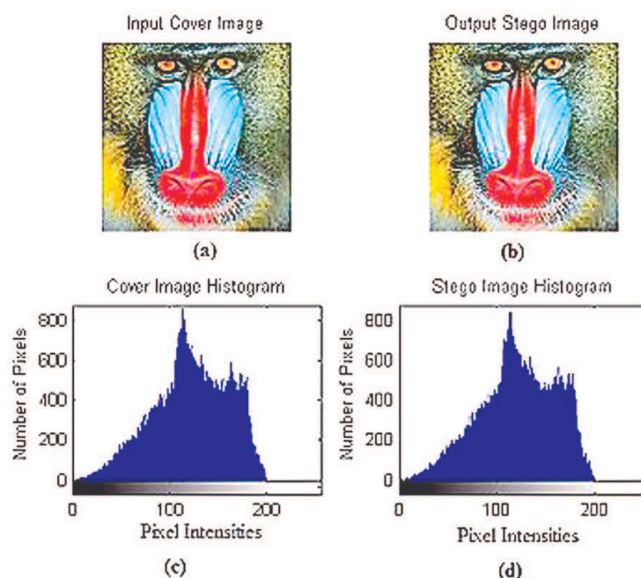 Input Cover Image
Output Stego Image
(a)
(b)
Cover Image Histogram
Stego Image Histogram
Number of Pixels
800
600
400
200
0
0
100
200
Pixel Intensities
Number of Pixels
800
600
400
200
0
0
100
200
Pixel Intensities
(c)
(d)